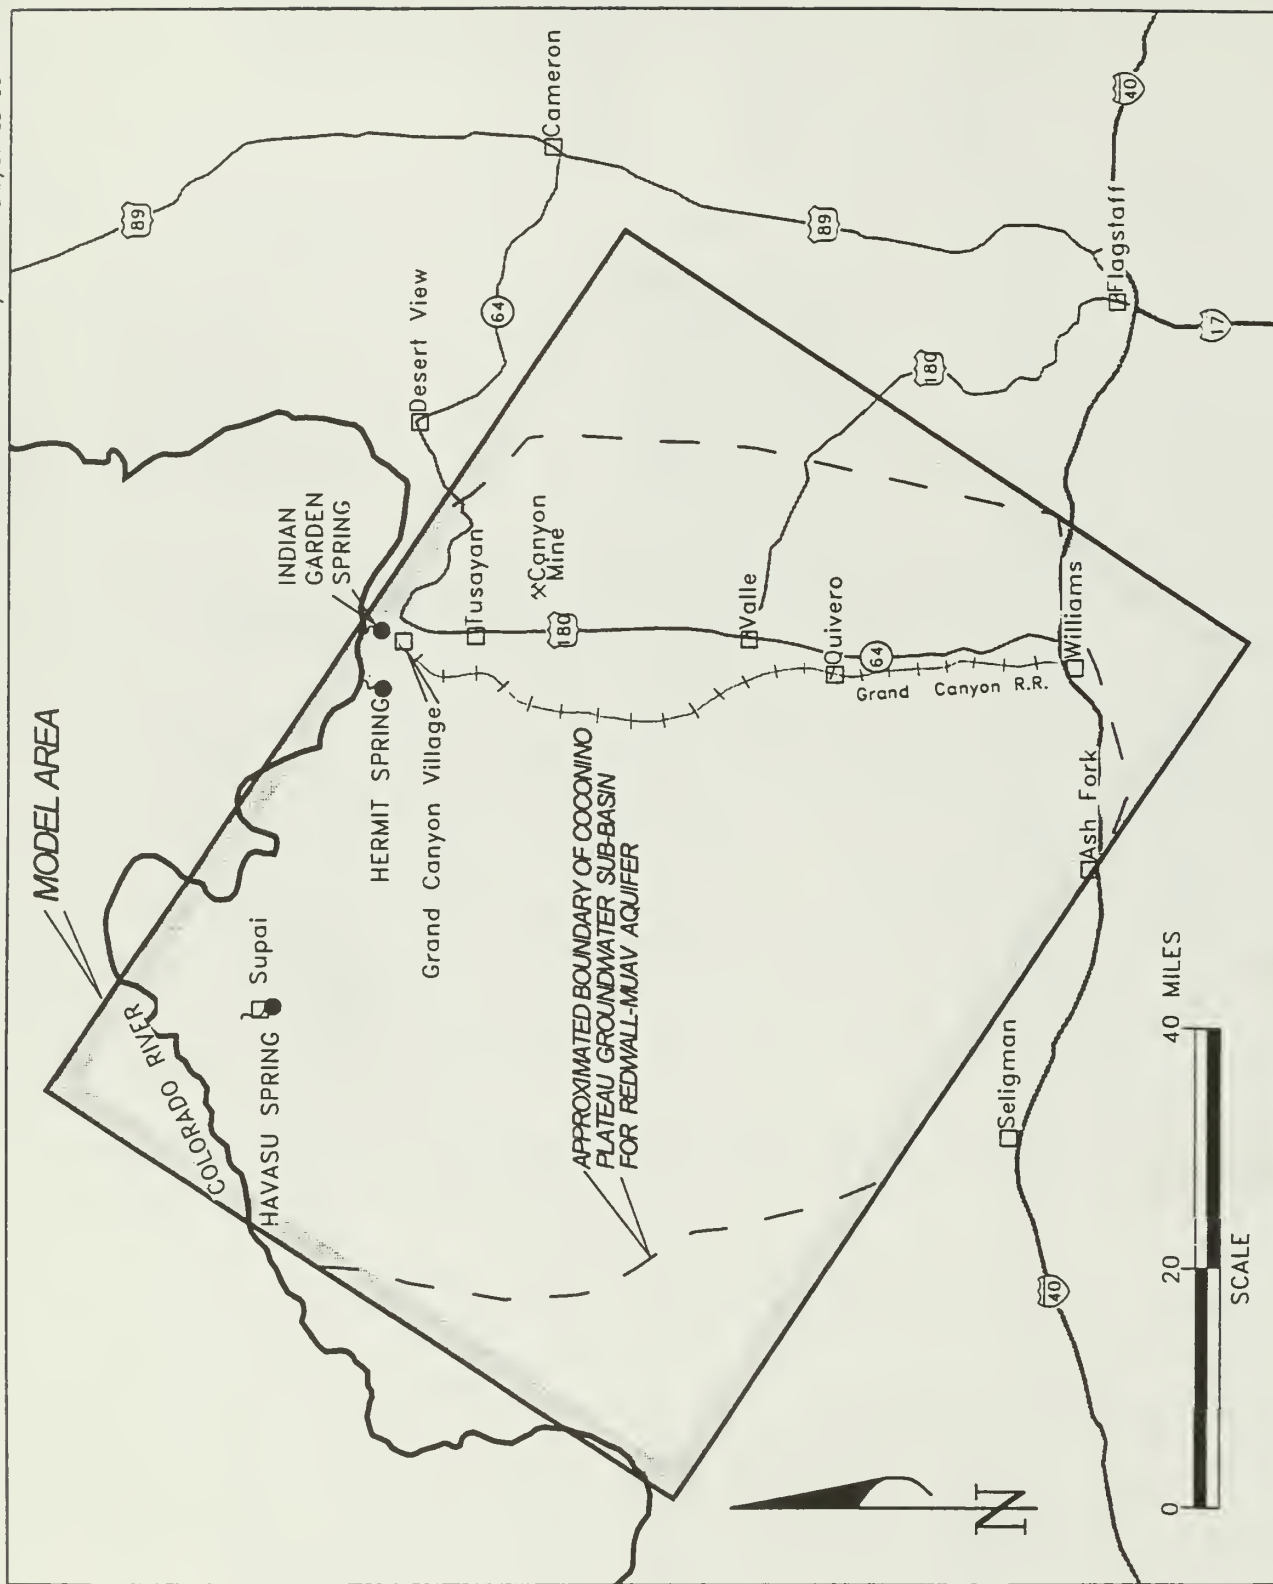 MODEL AREA
COLORADO RIVER
HAVASU SPRING
Supai
HERMIT SPRING
Grand Canyon Village
INDIAN
GARDEN
SPRING
Desert View
Cameron
89
64
Tusayan
Canyon
Mine
180
APPROXIMATED BOUNDARY OF COCONINO
PLATEAU GROUNDWATER SUB-BASIN
FOR REDWALL-MUAV AQUIFER
Valle
Quivero
64
Grand Canyon R.R.
89
180
Williams
Flagstaff
40
17
Ash Fork
Seligman
40
N
0 20 40 MILES
SCALE